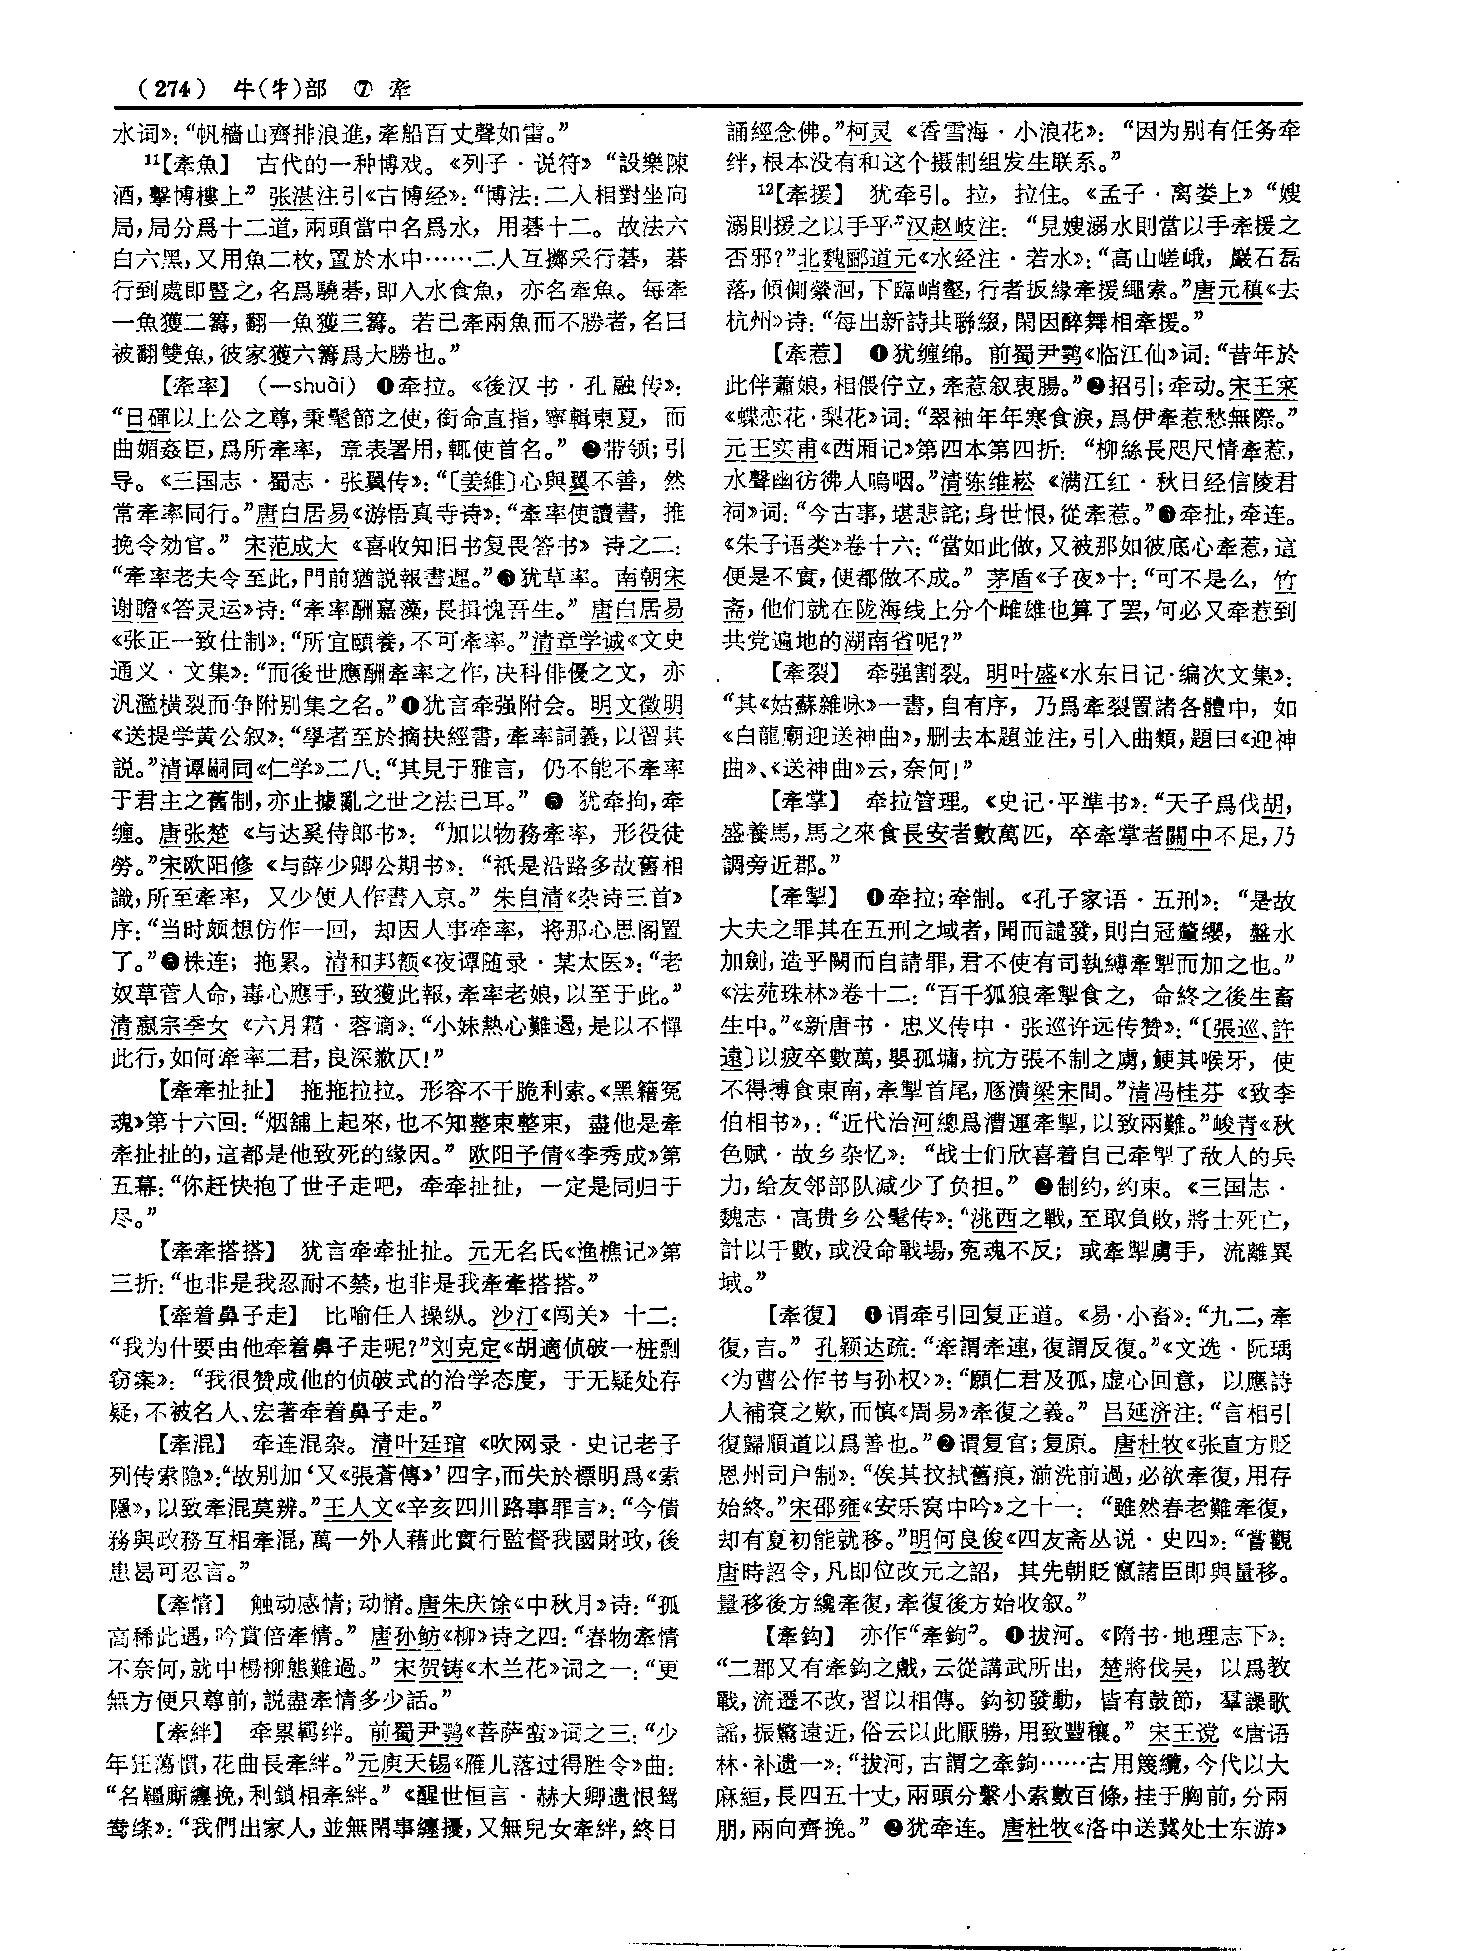 (274) 牛(牜)部 ⑦ 牽
水词》：“帆檣山齊排浪進，牽船百丈聲如雷。”
11【牽魚】 古代的一种博戏。《列子·说符》“設樂陳
酒，擊博樓上” 张湛注引《古博经》：“博法：二人相對坐向
局，局分爲十二道，兩頭當中名爲水，用碁十二。故法六
白六黑，又用魚二枚，置於水中……二人互擲采行碁，碁
行到處即豎之，名爲驍碁，即入水食魚，亦名牽魚。每牽
一魚獲二籌，翻一魚獲三籌。若已牽兩魚而不勝者，名曰
被翻雙魚，彼家獲六籌爲大勝也。”
【牽率】 （—shuài）❶牵拉。《後汉书·孔融传》：
“日磾以上公之尊，秉髦節之使，銜命直指，寧輯東夏，而
曲媚姦臣，爲所牽率，章表署用，輒使首名。” ❷带领；引
导。《三国志·蜀志·张翼传》：“〔姜維〕心與翼不善，然
常牽率同行。”唐白居易《游悟真寺诗》：“牽率使讀書，推
挽令効官。” 宋范成大《喜收知旧书复畏答书》诗之二：
“牽率老夫令至此，門前猶説報書遲。”❸犹草率。南朝宋
谢瞻《答灵运》诗：“牽率酬嘉藻，長揖愧吾生。” 唐白居易
《张正一致仕制》：“所宜頤養，不可牽率。”清章学诚《文史
通义·文集》：“而後世應酬牽率之作，决科俳優之文，亦
汎濫横裂而争附别集之名。”❹犹言牵强附会。明文徵明
《送提学黄公叙》：“學者至於摘抉經書，牽率詞義，以習其
説。”清谭嗣同《仁学》二八：“其見于雅言，仍不能不牽率
于君主之舊制，亦止據亂之世之法已耳。” ❺ 犹牵拘，牵
缠。唐张楚《与达奚侍郎书》：“加以物務牽率，形役徒
勞。”宋欧阳修《与薛少卿公期书》：“祇是沿路多故舊相
識，所至牽率，又少便人作書入京。” 朱自清《杂诗三首》
序：“当时颇想仿作一回，却因人事牵率，将那心思阁置
了。”❻株连；拖累。清和邦额《夜谭随录·某太医》：“老
奴草菅人命，毒心應手，致獲此報，牽率老娘，以至于此。”
清嬴宗季女《六月霜·蓉谪》：“小妹熱心難遏，是以不憚
此行，如何牽率二君，良深歉仄！”
【牽牽扯扯】 拖拖拉拉。形容不干脆利索。《黑籍冤
魂》第十六回：“烟舖上起來，也不知整束整束，盡他是牽
牽扯扯的，這都是他致死的緣因。” 欧阳予倩《李秀成》第
五幕：“你赶快抱了世子走吧，牵牵扯扯，一定是同归于
尽。”
【牽牽搭搭】 犹言牵牵扯扯。元无名氏《渔樵记》第
三折：“也非是我忍耐不禁，也非是我牽牽搭搭。”
【牽着鼻子走】 比喻任人操纵。沙汀《闯关》十二：
“我为什要由他牵着鼻子走呢？”刘克定《胡適侦破一桩剽
窃案》：“我很赞成他的侦破式的治学态度，于无疑处存
疑，不被名人、宏著牵着鼻子走。”
【牽混】 牵连混杂。清叶廷琯《吹网录·史记老子
列传索隐》：“故别加‘又《張蒼傳》’四字，而失於標明爲《索
隱》，以致牽混莫辨。”王人文《辛亥四川路事罪言》：“今債
務與政務互相牽混，萬一外人藉此實行監督我國財政，後
患曷可忍言。”
【牽情】 触动感情；动情。唐朱庆馀《中秋月》诗：“孤
高稀此遇，吟賞倍牽情。” 唐孙鲂《柳》诗之四：“春物牽情
不奈何，就中楊柳態難過。” 宋贺铸《木兰花》词之一：“更
無方便只尊前，説盡牽情多少話。”
【牽絆】 牵累羁绊。前蜀尹鹗《菩萨蛮》词之三：“少
年狂蕩慣，花曲長牽絆。”元庾天锡《雁儿落过得胜令》曲：
“名韁厮纏挽，利鎖相牽絆。” 《醒世恒言·赫大卿遗恨鸳
鸯绦》：“我們出家人，並無閑事纏擾，又無兒女牽絆，終日
誦經念佛。”柯灵《香雪海·小浪花》：“因为别有任务牵
绊，根本没有和这个摄制组发生联系。”
12【牽援】 犹牵引。拉，拉住。《孟子·离娄上》“嫂
溺則援之以手乎”汉赵岐注：“見嫂溺水則當以手牽援之
否邪？”北魏郦道元《水经注·若水》：“高山嵯峨，巖石磊
落，傾側縈洄，下臨峭壑，行者扳緣牽援繩索。”唐元稹《去
杭州》诗：“每出新詩共聯綴，閑因醉舞相牽援。”
【牽惹】 ❶犹缠绵。前蜀尹鹗《临江仙》词：“昔年於
此伴蕭娘，相偎佇立，牽惹叙衷腸。”❷招引；牵动。宋王寀
《蝶恋花·梨花》词：“翠袖年年寒食淚，爲伊牽惹愁無際。”
元王实甫《西厢记》第四本第四折：“柳絲長咫尺情牽惹，
水聲幽彷彿人嗚咽。”清陈维崧《满江红·秋日经信陵君
祠》词：“今古事，堪悲詫；身世恨，從牽惹。”❸牵扯，牵连。
《朱子语类》卷十六：“當如此做，又被那如彼底心牽惹，這
便是不實，便都做不成。” 茅盾《子夜》十：“可不是么，竹
斋，他们就在陇海线上分个雌雄也算了罢，何必又牵惹到
共党遍地的湖南省呢？”
【牽裂】 牵强割裂。明叶盛《水东日记·编次文集》：
“其《姑蘇雜咏》一書，自有序，乃爲牽裂置諸各體中，如
《白龍廟迎送神曲》，删去本題並注，引入曲類，題曰《迎神
曲》、《送神曲》云，奈何！”
【牽掌】 牵拉管理。《史记·平準书》：“天子爲伐胡，
盛養馬，馬之來食長安者數萬匹，卒牽掌者關中不足，乃
調旁近郡。”
【牽掣】 ❶牵拉；牵制。《孔子家语·五刑》：“是故
大夫之罪其在五刑之域者，聞而譴發，則白冠釐纓，盤水
加劍，造乎闕而自請罪，君不使有司執縛牽掣而加之也。”
《法苑珠林》卷十二：“百千狐狼牽掣食之，命終之後生畜
生中。”《新唐书·忠义传中·张巡许远传赞》：“〔張巡、許
遠〕以疲卒數萬，嬰孤墉，抗方張不制之虜，鯁其喉牙，使
不得搏食東南，牽掣首尾，豗潰梁宋間。”清冯桂芬《致李
伯相书》，：“近代治河總爲漕運牽掣，以致兩難。”峻青《秋
色赋·故乡杂忆》：“战士们欣喜着自己牵掣了敌人的兵
力，给友邻部队减少了负担。” ❷制约，约束。《三国志·
魏志·高贵乡公髦传》：“洮西之戰，至取負敗，將士死亡，
計以千數，或没命戰場，冤魂不反；或牽掣虜手，流離異
域。”
【牽復】 ❶谓牵引回复正道。《易·小畜》：“九二，牽
復，吉。” 孔颖达疏：“牽謂牽連，復謂反復。”《文选·阮瑀
〈为曹公作书与孙权〉》：“願仁君及孤，虚心回意，以應詩
人補衮之歎，而慎《周易》牽復之義。” 吕延济注：“言相引
復歸順道以爲善也。”❷谓复官；复原。唐杜牧《张直方贬
恩州司户制》：“俟其抆拭舊痕，湔洗前過，必欲牽復，用存
始終。”宋邵雍《安乐窝中吟》之十一：“雖然春老難牽復，
却有夏初能就移。”明何良俊《四友斋丛说·史四》：“嘗觀
唐時詔令，凡即位改元之詔，其先朝貶竄諸臣即與量移。
量移後方纔牽復，牽復後方始收叙。”
【牽鈎】 亦作“牽鉤”。❶拔河。《隋书·地理志下》：
“二郡又有牽鈎之戲，云從講武所出，楚將伐吴，以爲教
戰，流遷不改，習以相傳。鈎初發動，皆有鼓節，羣譟歌
謡，振驚遠近，俗云以此厭勝，用致豐穰。” 宋王谠《唐语
林·补遗一》：“拔河，古謂之牽鈎……古用篾纜，今代以大
麻絙，長四五十丈，兩頭分繫小索數百條，挂于胸前，分兩
朋，兩向齊挽。” ❷犹牵连。唐杜牧《洛中送冀处士东游》